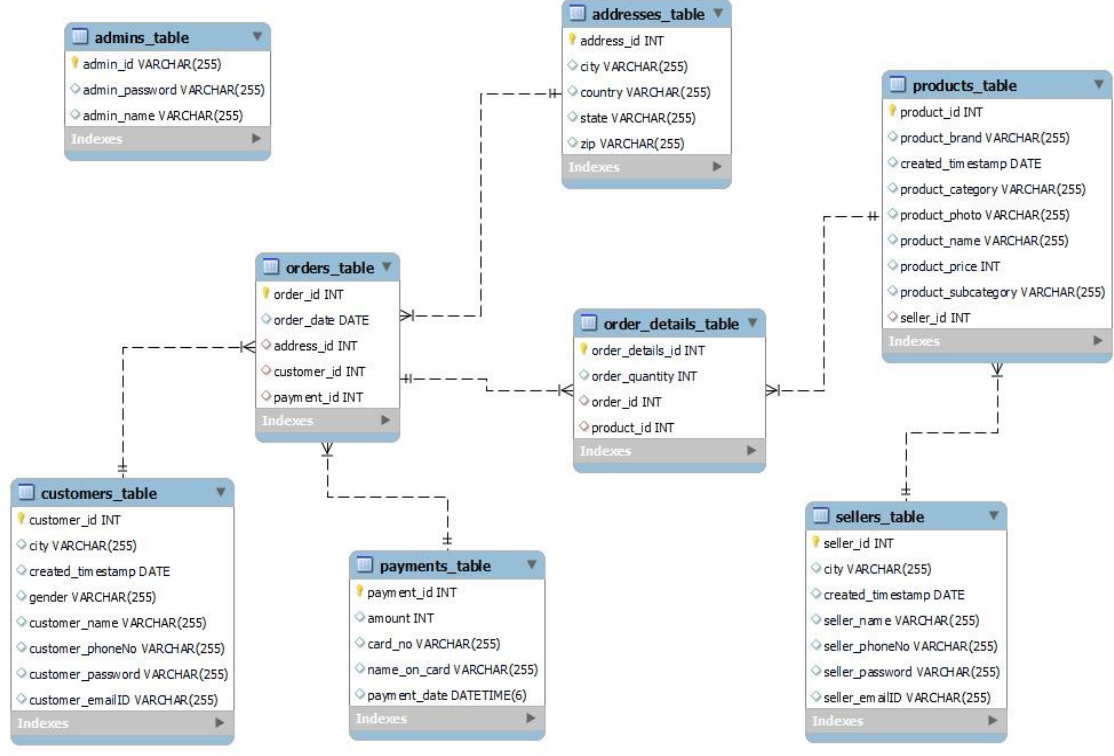 admins_table
admin_id VARCHAR(255)
admin_password VARCHAR(255)
admin_name VARCHAR(255)
Indexes
addresses_table
address_id INT
city VARCHAR(255)
country VARCHAR(255)
state VARCHAR(255)
zip VARCHAR(255)
Indexes
products_table
product_id INT
product_brand VARCHAR(255)
created_timestamp DATE
product_category VARCHAR(255)
product_photo VARCHAR(255)
product_name VARCHAR(255)
product_price INT
product_subcategory VARCHAR(255)
seller_id INT
Indexes
orders_table
order_id INT
order_date DATE
address_id INT
customer_id INT
payment_id INT
Indexes
order_details_table
order_details_id INT
order_quantity INT
order_id INT
product_id INT
Indexes
customers_table
customer_id INT
city VARCHAR(255)
created_timestamp DATE
gender VARCHAR(255)
customer_name VARCHAR(255)
customer_phoneNo VARCHAR(255)
customer_password VARCHAR(255)
customer_emailID VARCHAR(255)
Indexes
payments_table
payment_id INT
amount INT
card_no VARCHAR(255)
name_on_card VARCHAR(255)
payment_date DATETIME(6)
Indexes
sellers_table
seller_id INT
city VARCHAR(255)
created_timestamp DATE
seller_name VARCHAR(255)
seller_phoneNo VARCHAR(255)
seller_password VARCHAR(255)
seller_emailID VARCHAR(255)
Indexes